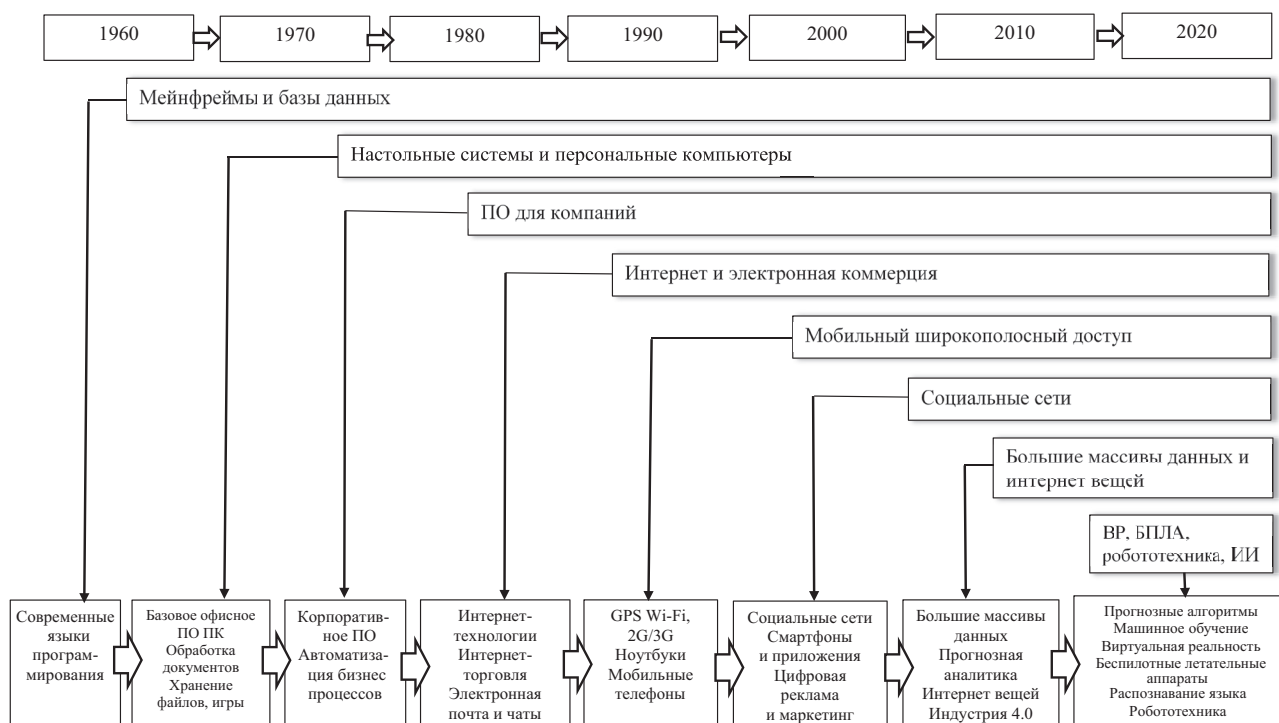 1960
1970
1980
1990
2000
2010
2020
Мейнфреймы и базы данных
Настольные системы и персональные компьютеры
ПО для компаний
Интернет и электронная коммерция
Мобильный широкополосный доступ
Социальные сети
Большие массивы данных и
интернет вещей
ВР, БПЛА,
робототехника, ИИ
Современные
языки
програм-
мирования
Базовое офисное
ПО ПК
Обработка
документов
Хранение
файлов, игры
Корпоратив-
ное ПО
Автоматиза-
ция бизнес
процессов
Интернет-
технологии
Интернет-
торговля
Электронная
почта и чаты
GPS Wi-Fi,
2G/3G
Ноутбуки
Мобильные
телефоны
Социальные сети
Смартфоны
и приложения
Цифровая
реклама
и маркетинг
Большие массивы
данных
Прогнозная
аналитика
Интернет вещей
Индустрия 4.0
Прогнозные алгоритмы
Машинное обучение
Виртуальная реальность
Беспилотные летательные
аппараты
Распознавание языка
Робототехника